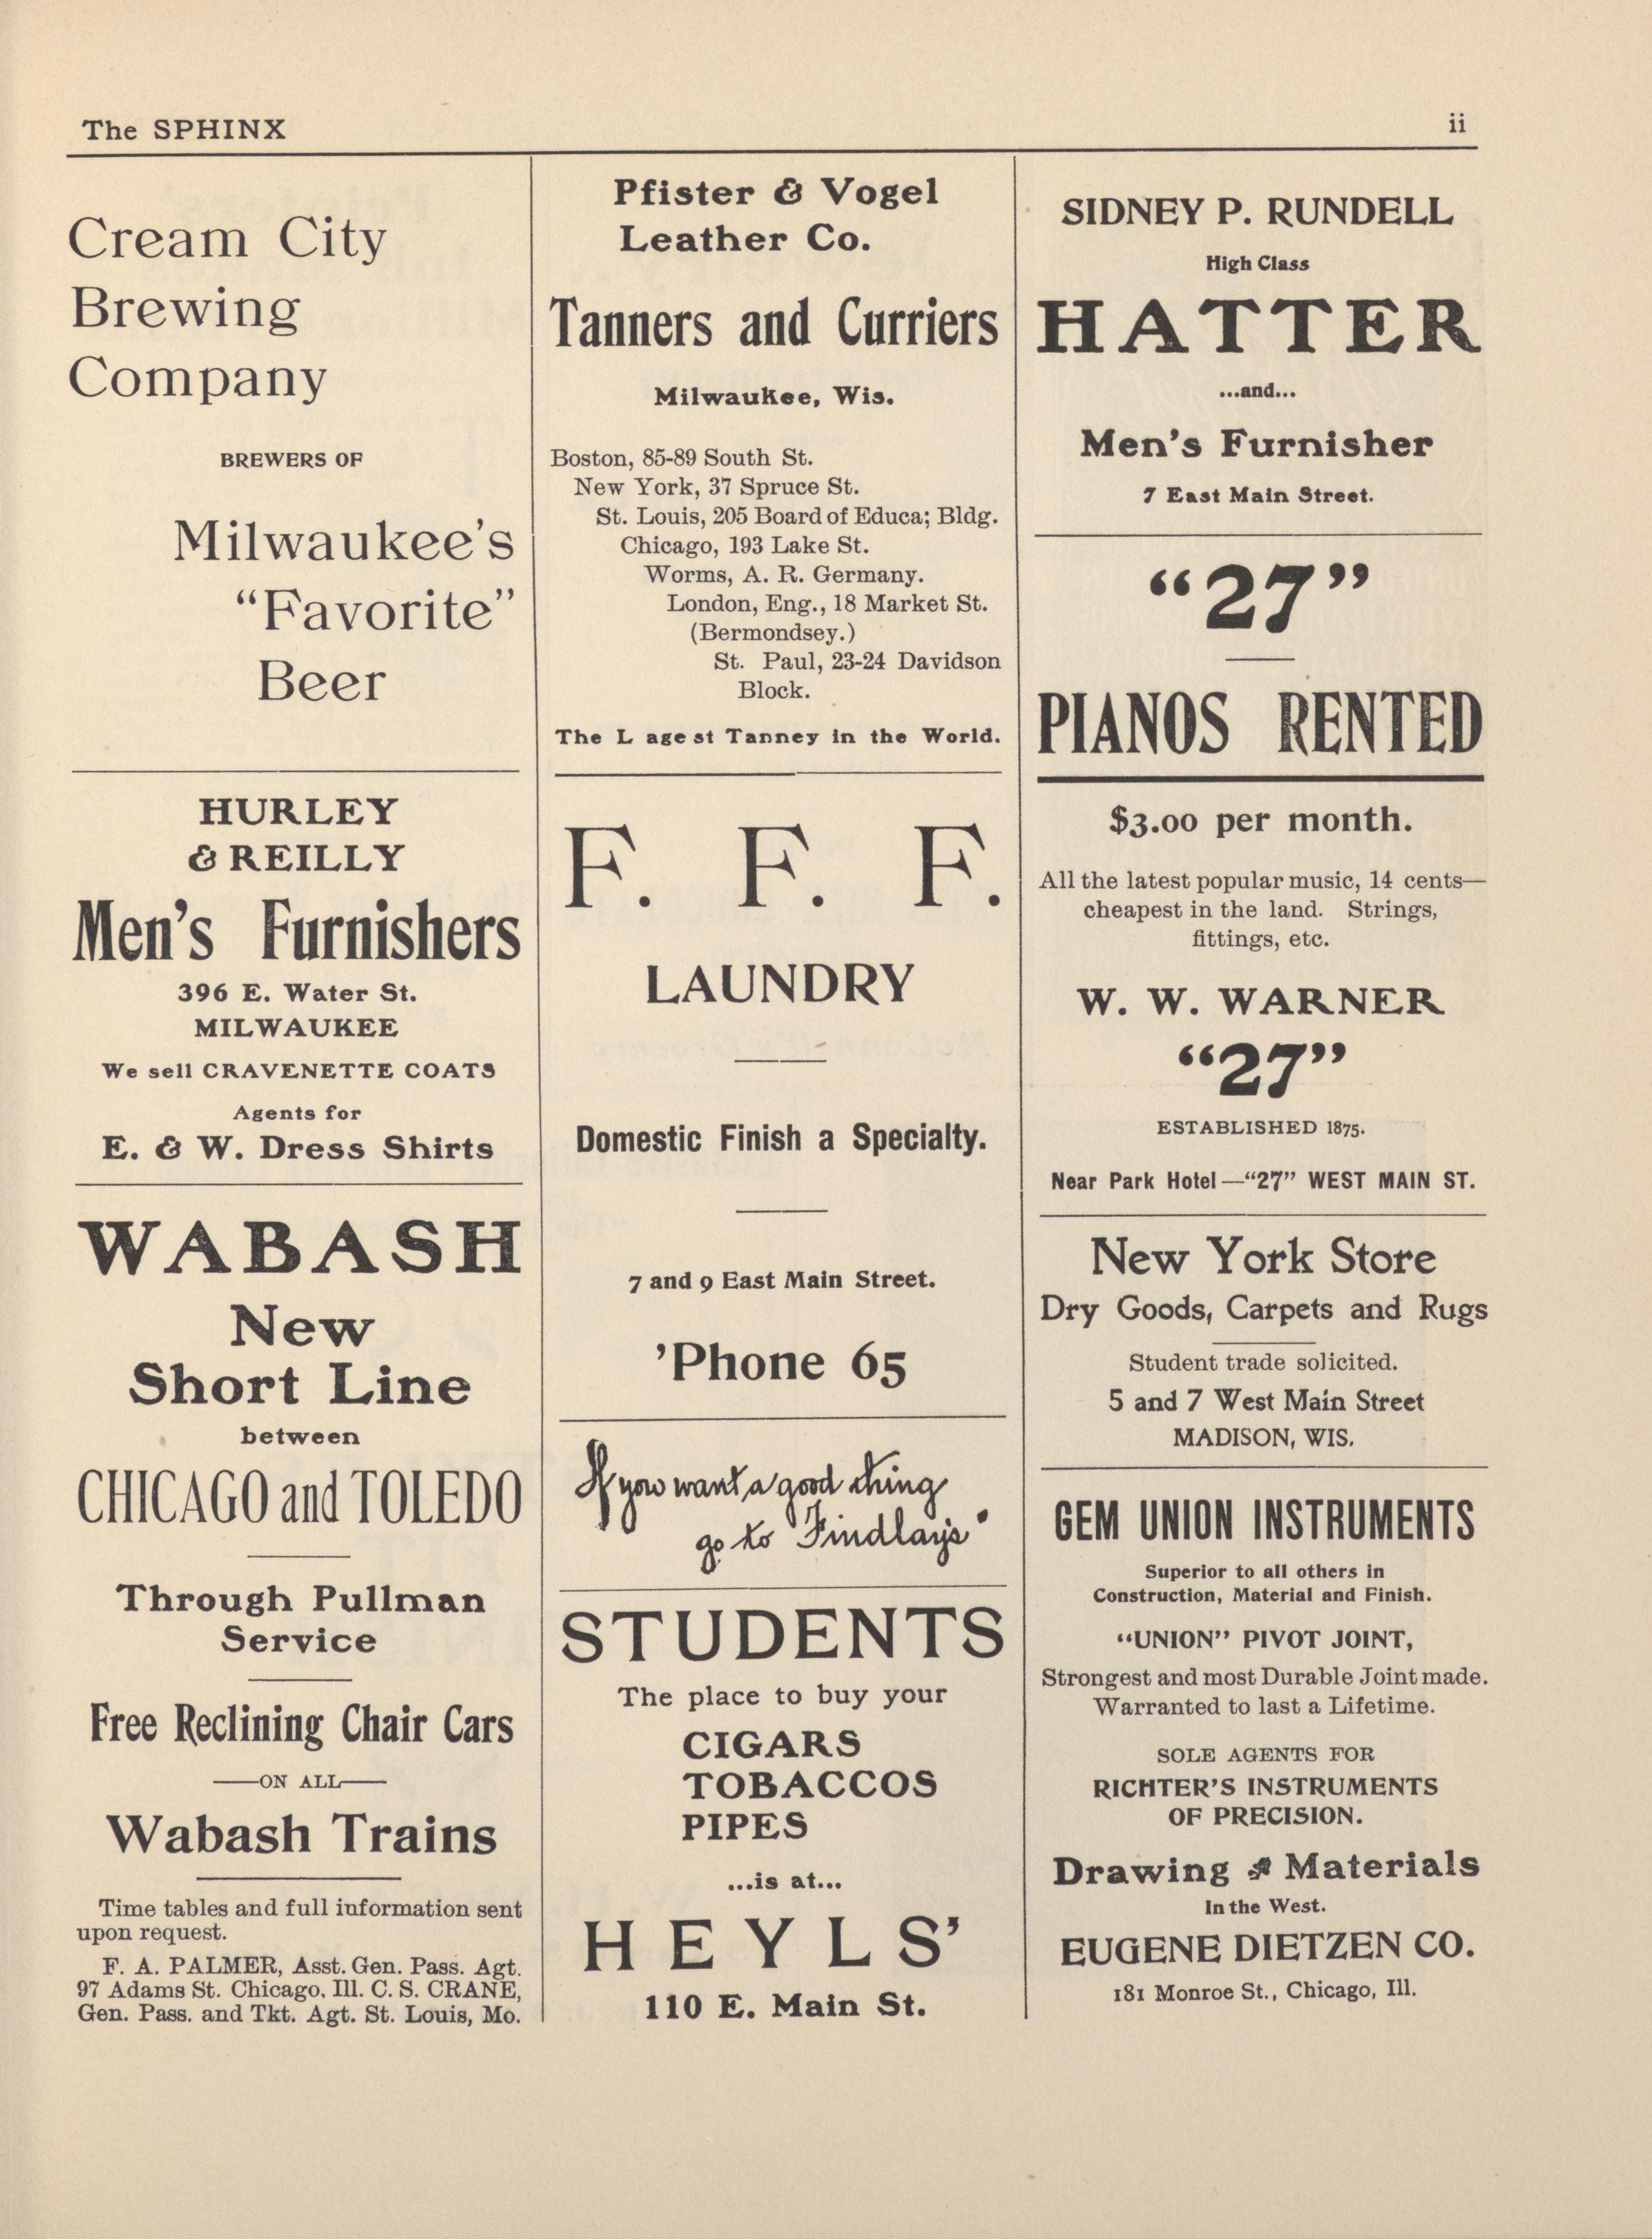 The SPHINX
ii
Cream City
Brewing
Company
BREWERS OF
Milwaukee's
"Favorite"
Beer
HURLEY
& REILLY
Men's Furnishers
396 E. Water St.
MILWAUKEE
We sell CRAVENETTE COATS
Agents for
E. & W. Dress Shirts
WABASH
New
Short Line
between
CHICAGO and TOLEDO
Through Pullman
Service
Free Reclining Chair Cars
—ON ALL—
Wabash Trains
Time tables and full information sent
upon request.
F. A. PALMER, Asst. Gen. Pass. Agt.
97 Adams St. Chicago, Ill. C. S. CRANE,
Gen. Pass. and Tkt. Agt. St. Louis, Mo.
Pfister & Vogel
Leather Co.
Tanners and Curriers
Milwaukee, Wis.
Boston, 85-89 South St.
New York, 37 Spruce St.
St. Louis, 205 Board of Educa; Bldg.
Chicago, 193 Lake St.
Worms, A. R. Germany.
London, Eng., 18 Market St.
(Bermondsey.)
St. Paul, 23-24 Davidson
Block.
The L age st Tanney in the World.
F. F. F.
LAUNDRY
Domestic Finish a Specialty.
7 and 9 East Main Street.
'Phone 65
If you want a good thing
go to "Findlays"
STUDENTS
The place to buy your
CIGARS
TOBACCOS
PIPES
...is at...
HEYLS'
110 E. Main St.
SIDNEY P. RUNDELL
High Class
HATTER
...and...
Men's Furnisher
7 East Main Street.
"27"
PIANOS RENTED
$3.00 per month.
All the latest popular music, 14 cents—
cheapest in the land. Strings,
fittings, etc.
W. W. WARNER
"27"
ESTABLISHED 1875.
Near Park Hotel—"27" WEST MAIN ST.
New York Store
Dry Goods, Carpets and Rugs
Student trade solicited.
5 and 7 West Main Street
MADISON, WIS.
GEM UNION INSTRUMENTS
Superior to all others in
Construction, Material and Finish.
"UNION" PIVOT JOINT,
Strongest and most Durable Joint made.
Warranted to last a Lifetime.
SOLE AGENTS FOR
RICHTER'S INSTRUMENTS
OF PRECISION.
Drawing Materials
In the West.
EUGENE DIETZEN CO.
181 Monroe St., Chicago, Ill.